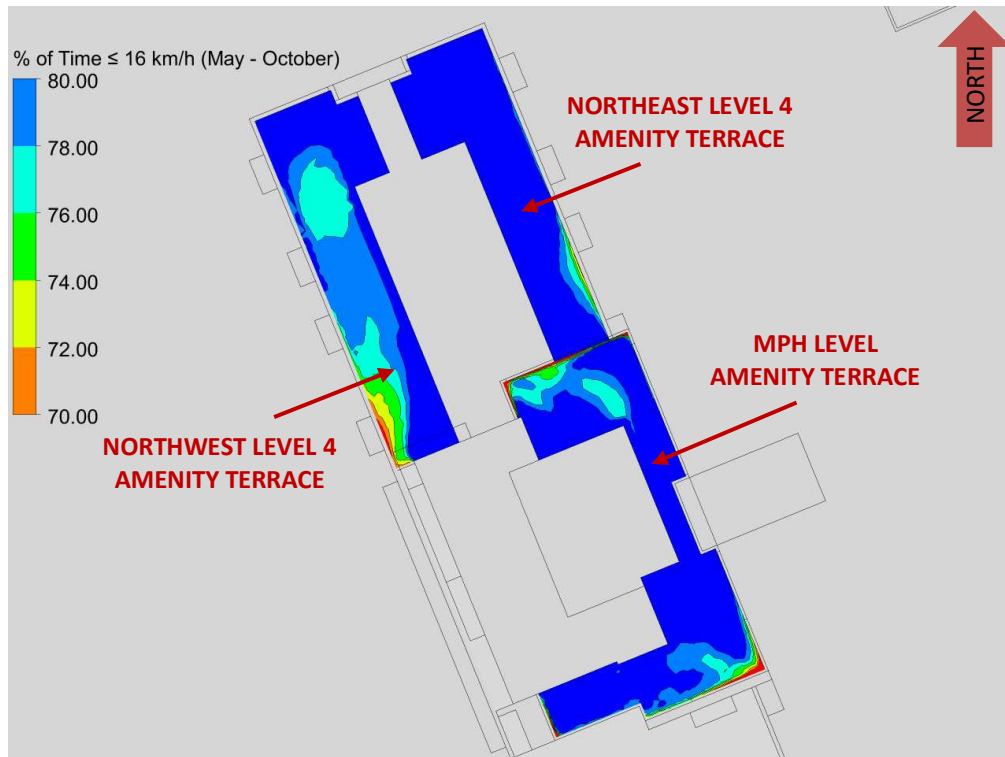 % of Time ≤ 16 km/h (May - October)
80.00
78.00
76.00
74.00
72.00
70.00
NORTH
NORTHEAST LEVEL 4
AMENITY TERRACE
MPH LEVEL
AMENITY TERRACE
NORTHWEST LEVEL 4
AMENITY TERRACE